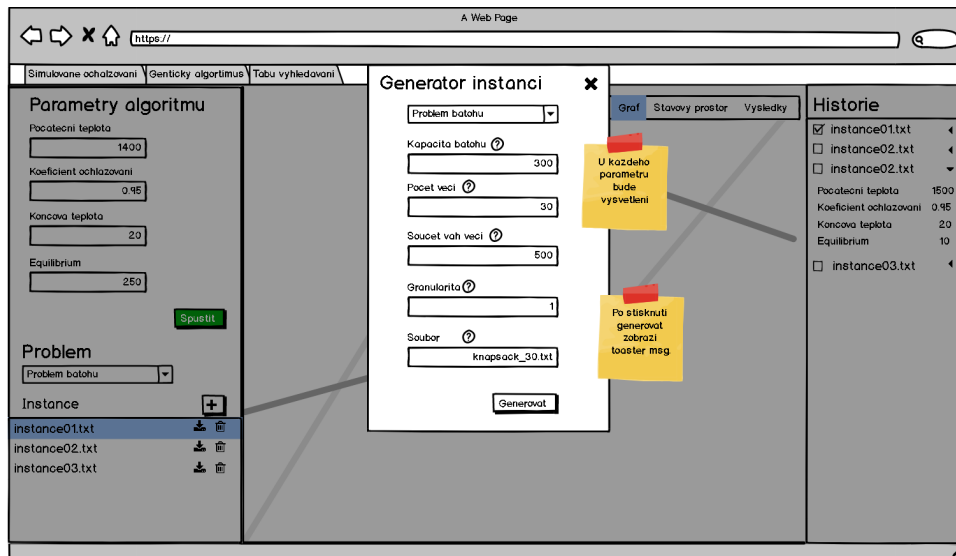 A Web Page
https://
Simulovane ochalzovani
Genticky algortimus
Tabu vyhledavani
Parametry algoritmu
Pocatecni teplota
1400
Koeficient ochlazovani
0.95
Koncova teplota
20
Equilibrium
250
Spustit
Problem
Problem batohu
Instance
instance01.txt
instance02.txt
instance03.txt
Generator instanci
Problem batohu
Kapacita batohu
300
Pocet veci
30
Soucet vah veci
500
Granularita
1
Soubor
knapsack_30.txt
Generovat
Graf
Stavovy prostor
Vysledky
U kazdeho
parametru
bude
vysvetleni
Po stisknuti
generovat
zobrazi
toaster msg.
Historie
instance01.txt
instance02.txt
instance02.txt
Pocatecni teplota 1500
Koeficient ochlazovani 0.95
Koncova teplota 20
Equilibrium 10
instance03.txt